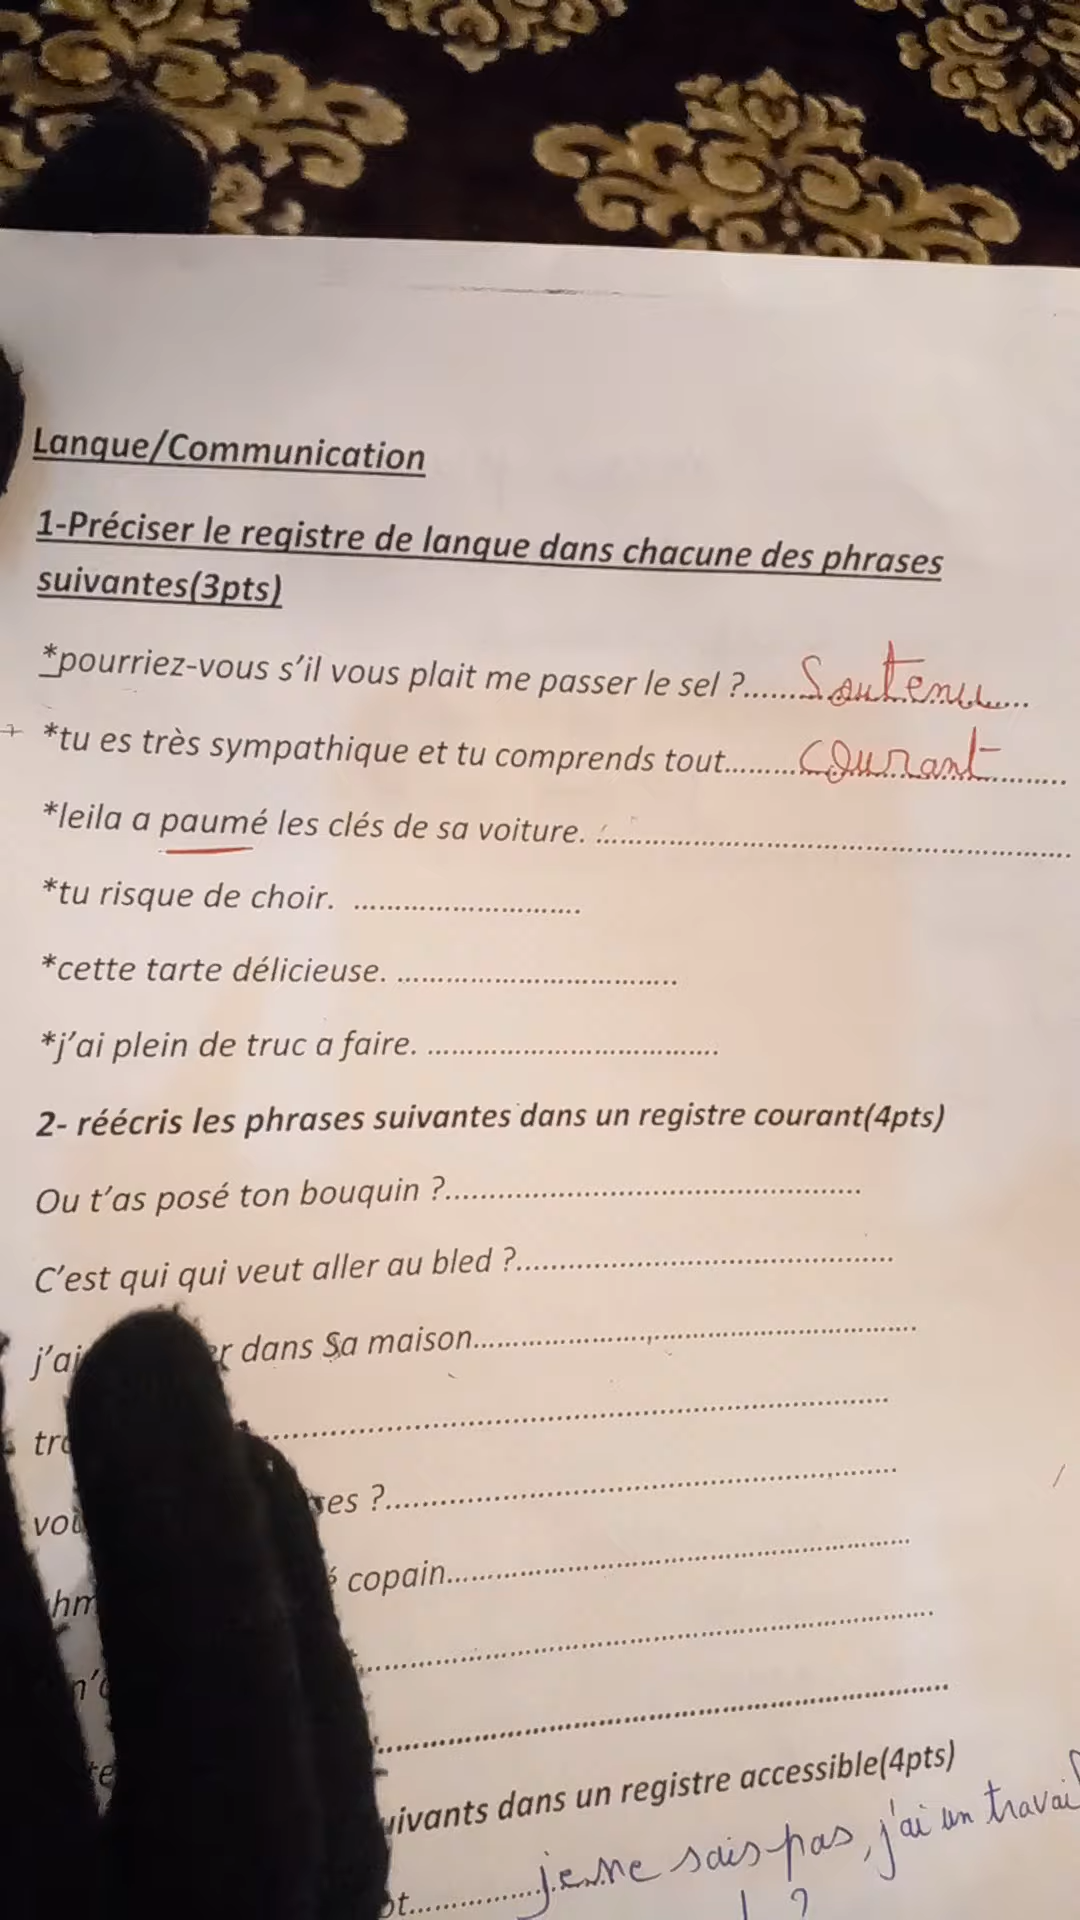 Langue/Communication
1-Préciser le registre de langue dans chacune des phrases
suivantes(3pts)
*pourriez-vous s'il vous plait me passer le sel ?....... Soutenu....
*tu es très sympathique et tu comprends tout......... Courant..........
*leila a paumé les clés de sa voiture. ..........................................................
*tu risque de choir. ............................
*cette tarte délicieuse. ..................................
*j'ai plein de truc a faire. ...................................
2- réécris les phrases suivantes dans un registre courant(4pts)
Ou t'as posé ton bouquin ?...................................................
C'est qui qui veut aller au bled ?..............................................
j'ai dans Sa maison......................................................
copain.........................................................
dans un registre accessible(4pts)
je ne sais pas, j'ai un travail
?